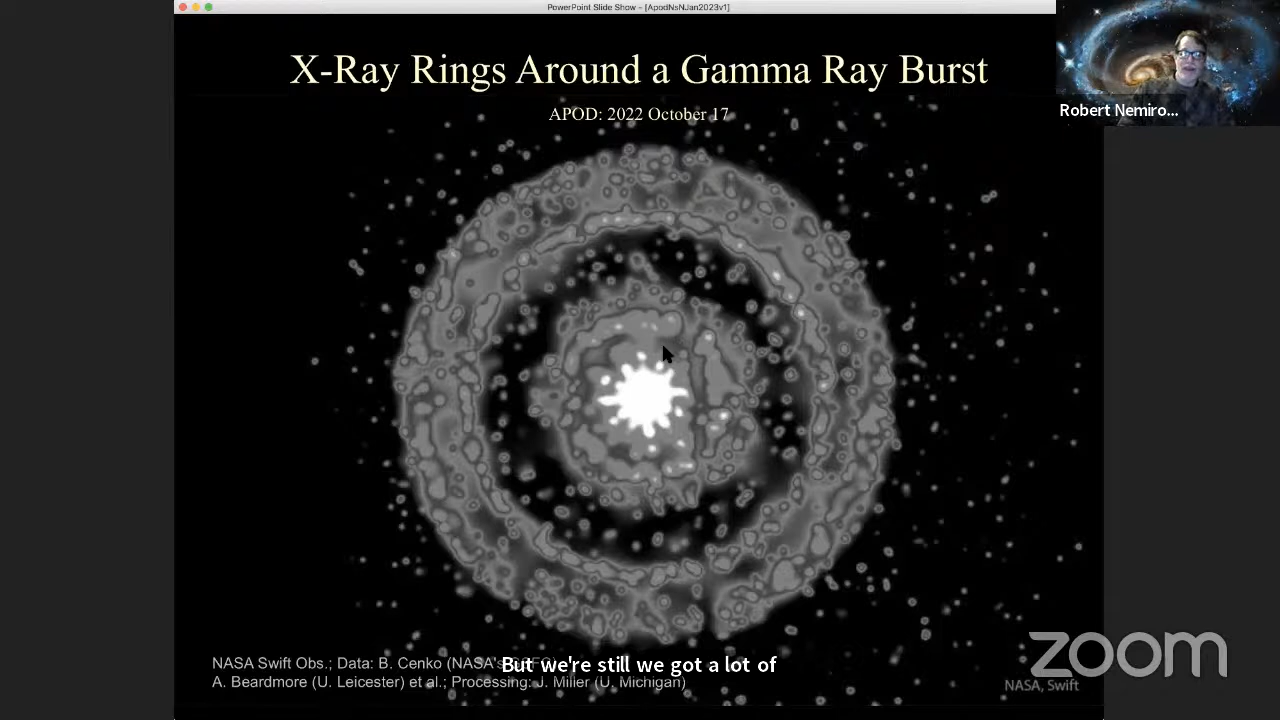 PowerPoint Slide Show - [ApodNsNJan2023v1]
X-Ray Rings Around a Gamma Ray Burst
APOD: 2022 October 17
Robert Nemiro...
NASA Swift Obs.; Data: B. Cenko (NASA's
But we're still we got a lot of
A. Beardmore (U. Leicester) et al.; Processing: J. Miller (U. Michigan)
zoom
NASA, Swift